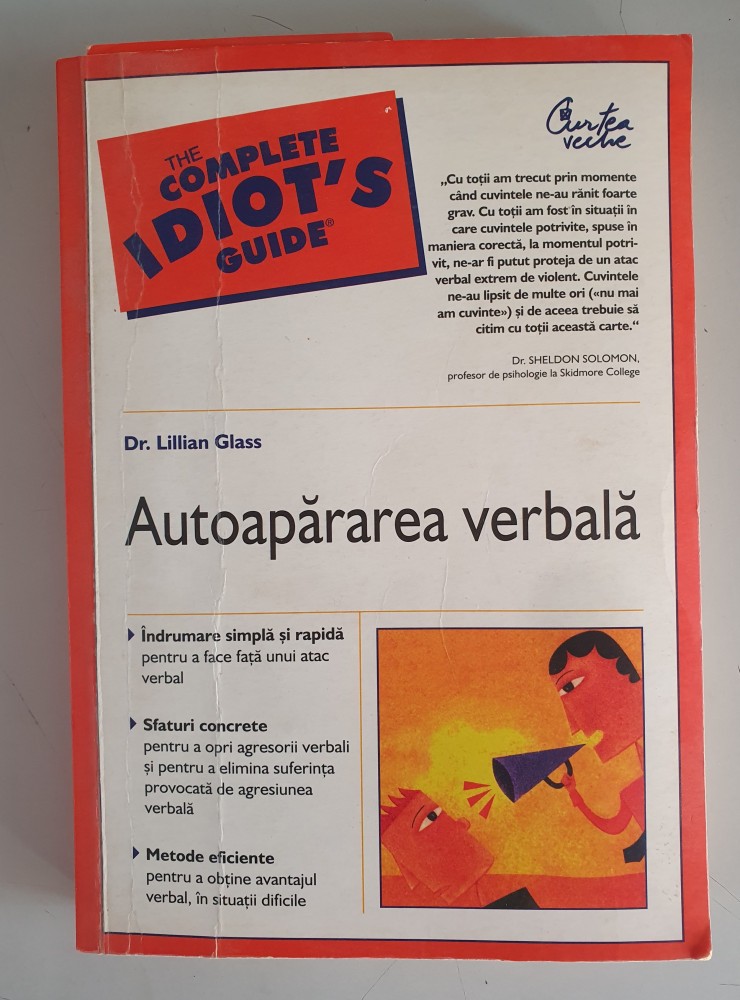 THE
COMPLETE
IDIOT'S
GUIDE®
Curtea
veche
„Cu toții am trecut prin momente
când cuvintele ne-au rănit foarte
grav. Cu toții am fost în situații în
care cuvintele potrivite, spuse în
maniera corectă, la momentul potri-
vit, ne-ar fi putut proteja de un atac
verbal extrem de violent. Cuvintele
ne-au lipsit de multe ori («nu mai
am cuvinte») și de aceea trebuie să
citim cu toții această carte.“
Dr. SHELDON SOLOMON,
profesor de psihologie la Skidmore College
Dr. Lillian Glass
Autoapărarea verbală
Îndrumare simplă și rapidă
pentru a face față unui atac
verbal
Sfaturi concrete
pentru a opri agresorii verbali
și pentru a elimina suferința
provocată de agresiunea
verbală
Metode eficiente
pentru a obține avantajul
verbal, în situații dificile